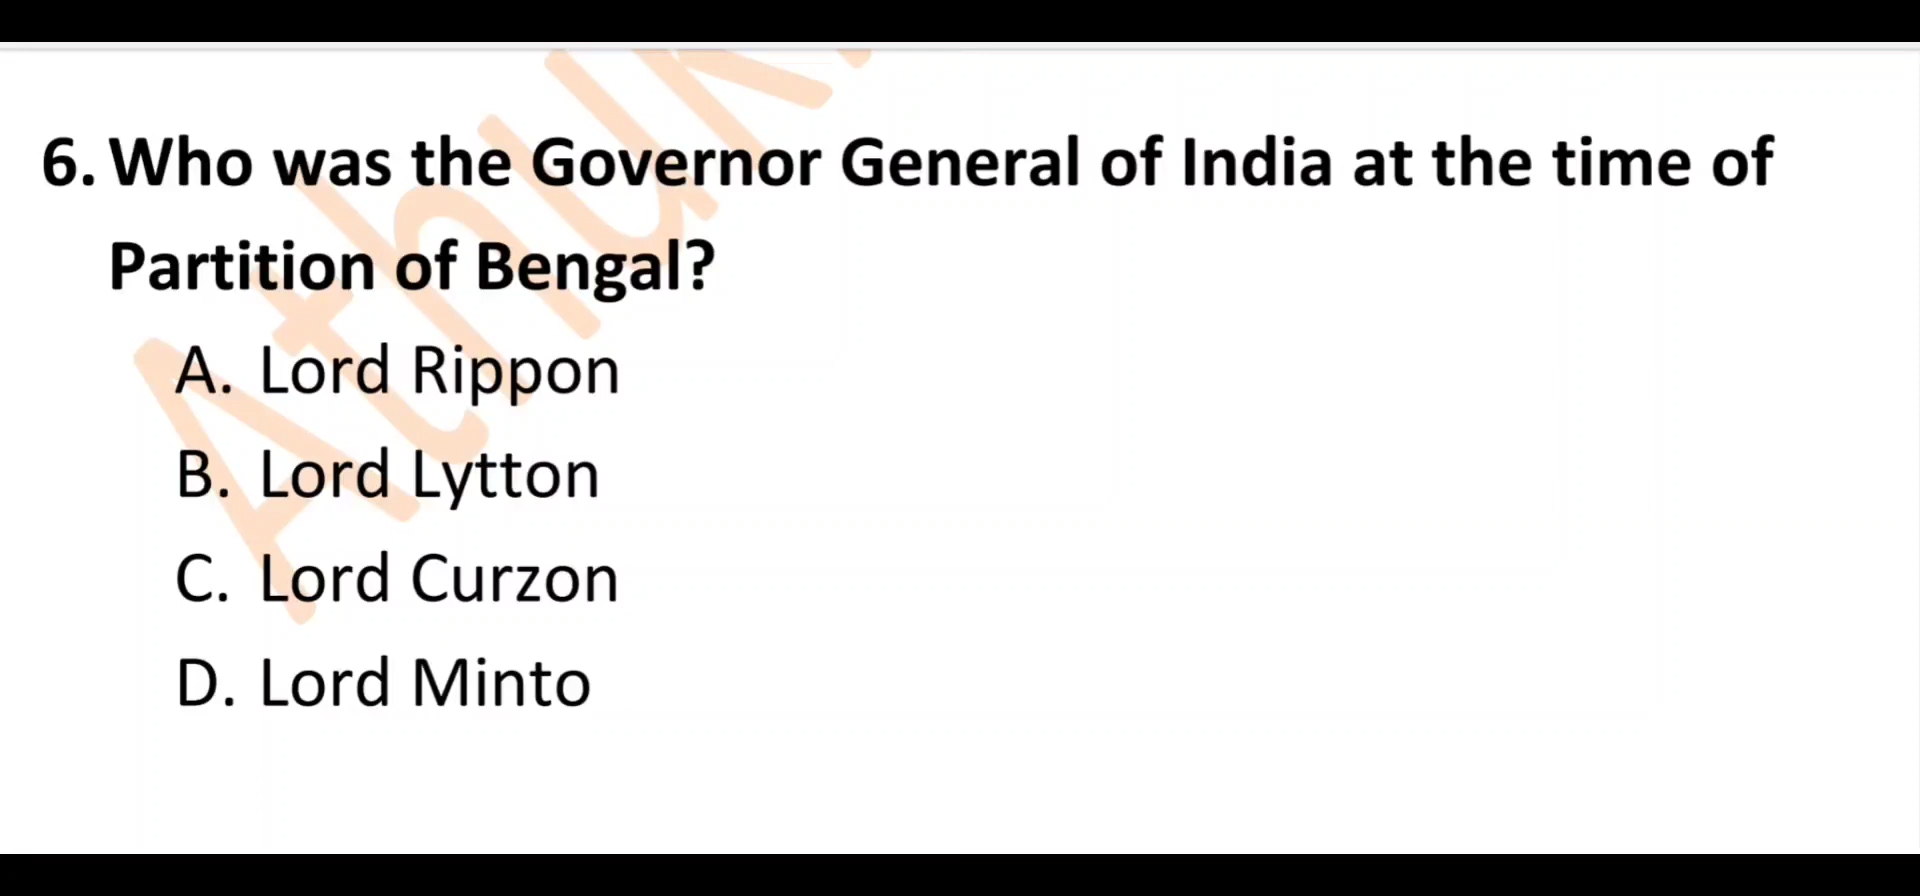 6. Who was the Governor General of India at the time of
Partition of Bengal?
A. Lord Rippon
B. Lord Lytton
C. Lord Curzon
D. Lord Minto